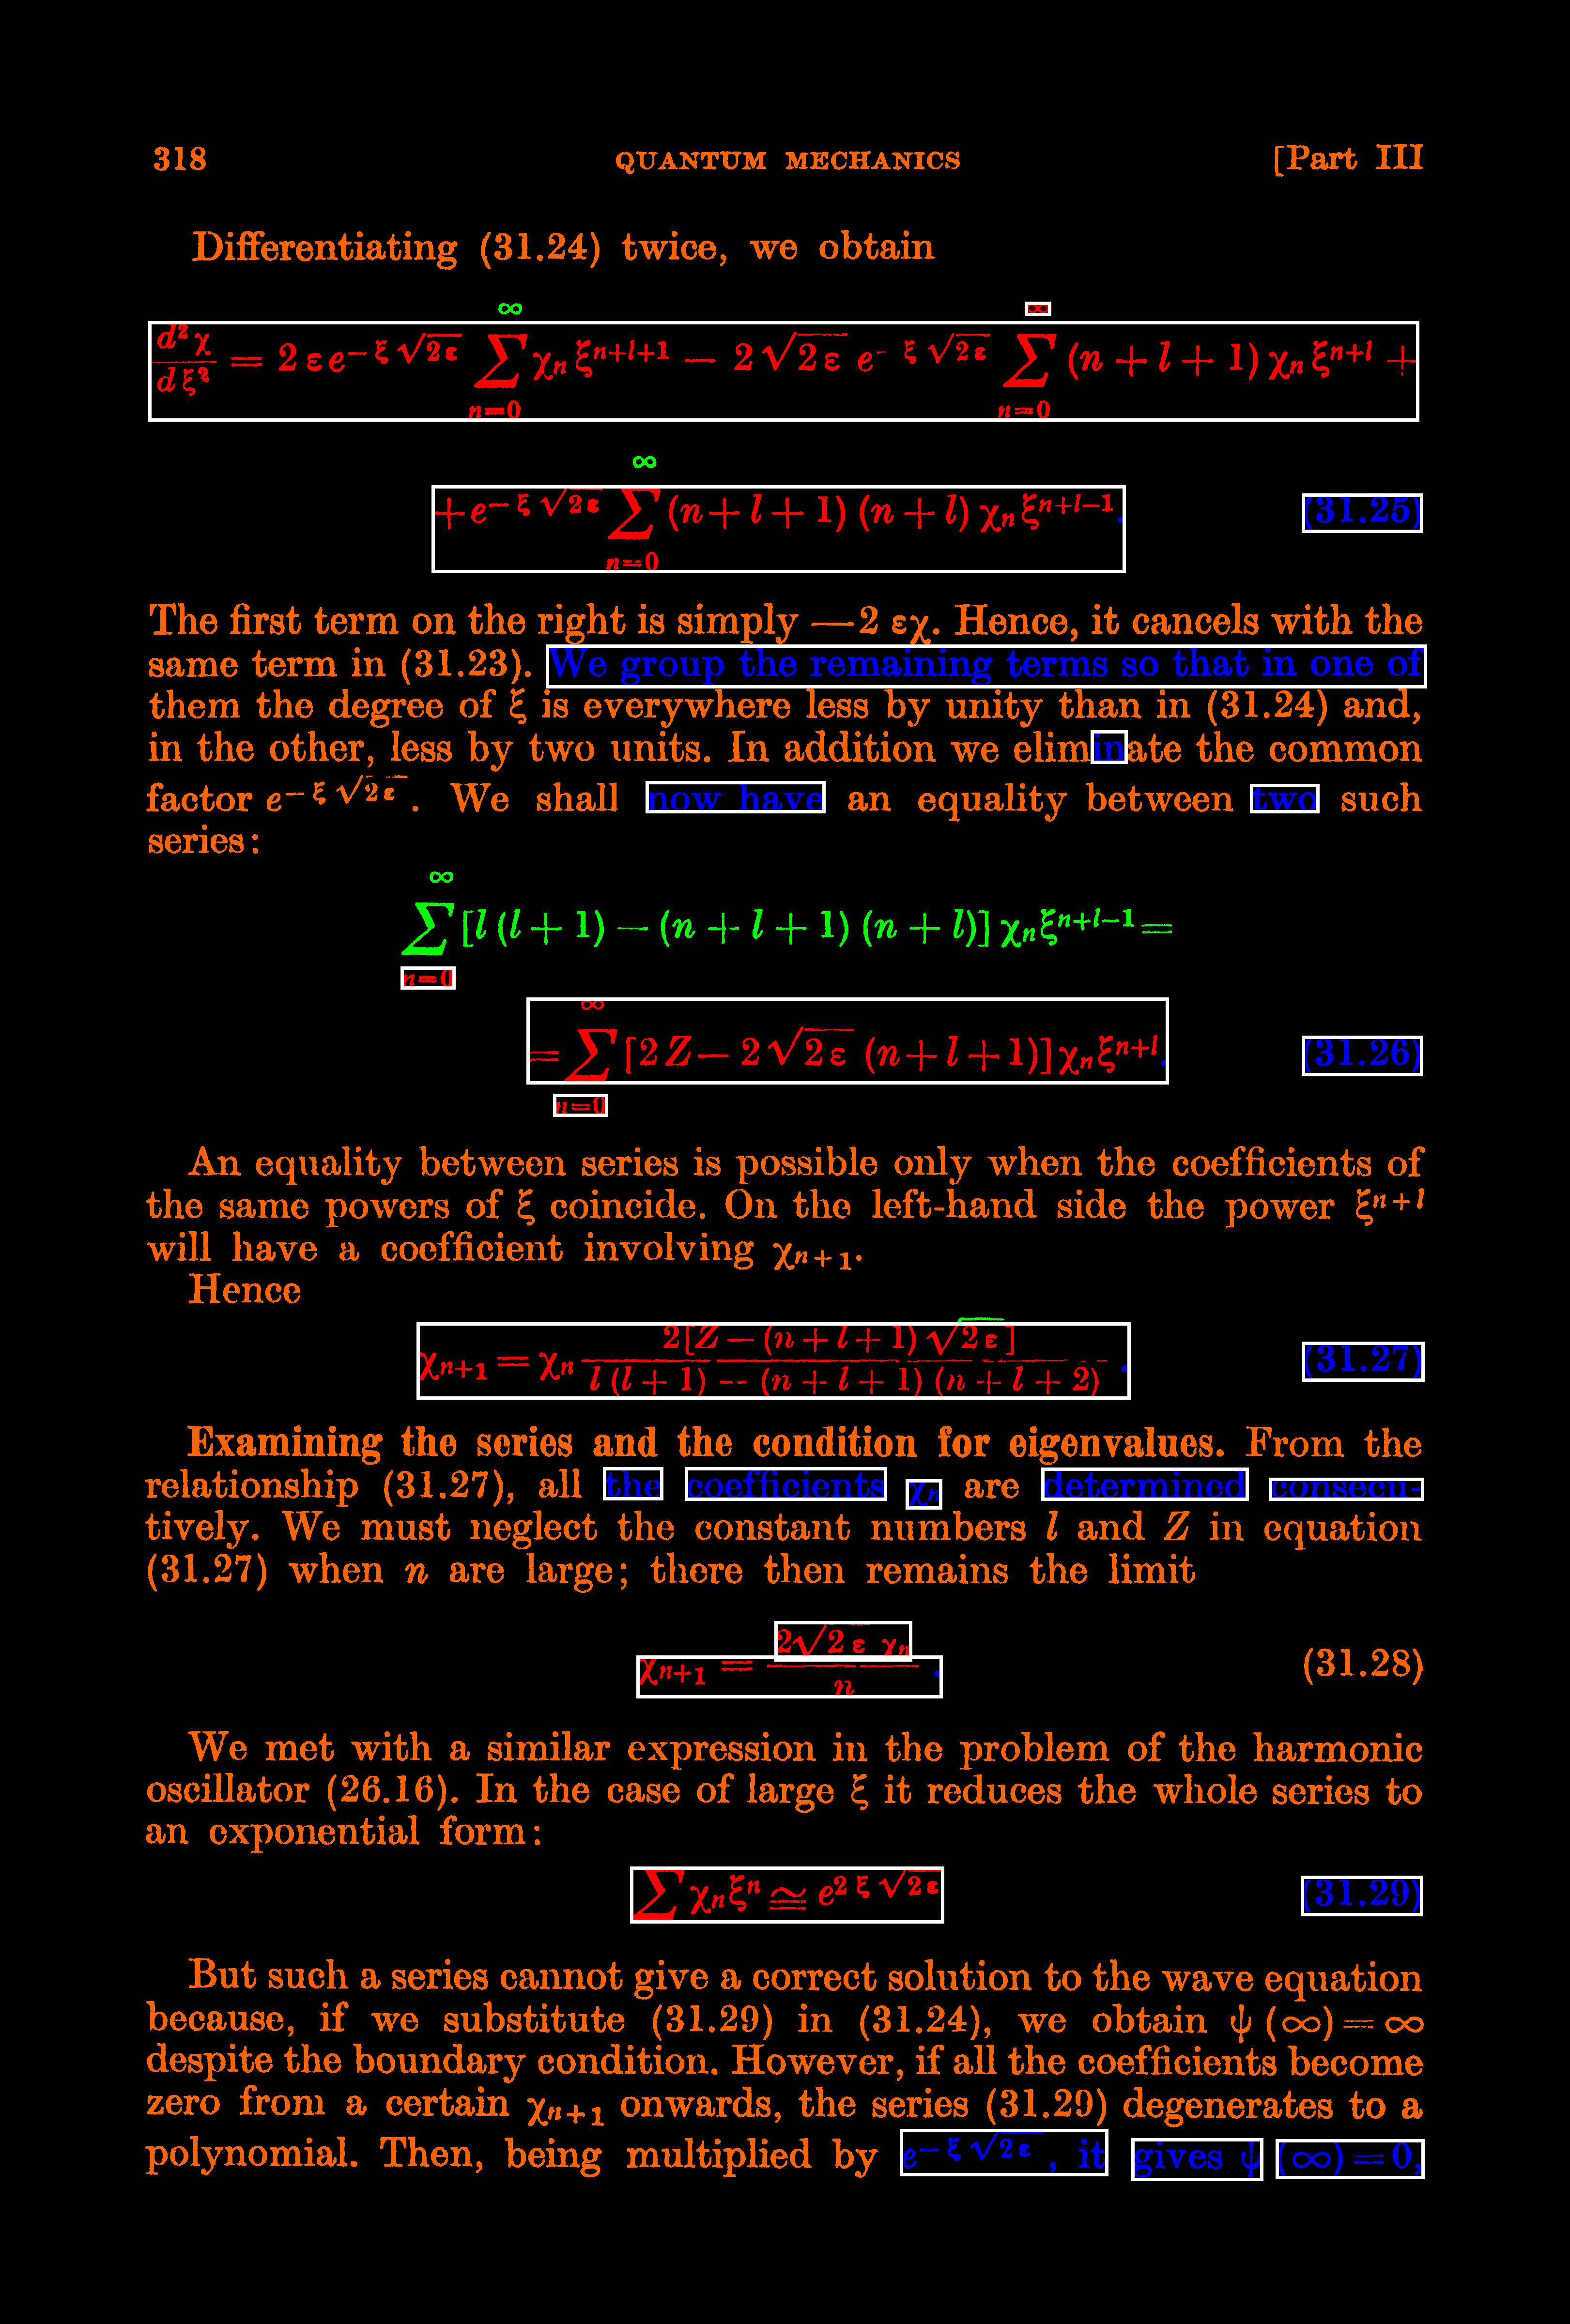 318 QUANTUM MECHANICS [Part III
Differentiating (31.24) twice, we obtain
d²χ/dξ² = 2 ε e^{−ξ√(2ε)} ∑_{n=0}^{∞} χₙ ξ^{n+l+1} − 2√(2ε) e^{−ξ√(2ε)} ∑_{n=0}^{∞} (n + l + 1) χₙ ξ^{n+l} +
+ e^{−ξ√(2ε)} ∑_{n=0}^{∞} (n + l + 1) (n + l) χₙ ξ^{n+l−1}. (31.25)
The first term on the right is simply —2 εχ. Hence, it cancels with the
same term in (31.23). We group the remaining terms so that in one of
them the degree of ξ is everywhere less by unity than in (31.24) and,
in the other, less by two units. In addition we eliminate the common
factor e^{−ξ√(2ε)}. We shall now have an equality between two such
series:
∑_{n=0}^{∞} [l (l + 1) − (n + l + 1) (n + l)] χₙ ξ^{n+l−1} =
= ∑_{n=0}^{∞} [2 Z − 2√(2ε) (n + l + 1)] χₙ ξ^{n+l}. (31.26)
An equality between series is possible only when the coefficients of
the same powers of ξ coincide. On the left-hand side the power ξ^{n+l}
will have a coefficient involving χ_{n+1}.
Hence
χ_{n+1} = χₙ 2[Z − (n + l + 1) √(2ε)] / l (l + 1) − (n + l + 1) (n + l + 2). (31.27)
Examining the series and the condition for eigenvalues. From the
relationship (31.27), all the coefficients χₙ are determined consecu-
tively. We must neglect the constant numbers l and Z in equation
(31.27) when n are large; there then remains the limit
χ_{n+1} = 2√(2ε) χₙ / n. (31.28)
We met with a similar expression in the problem of the harmonic
oscillator (26.16). In the case of large ξ it reduces the whole series to
an exponential form:
∑ χₙ ξⁿ ≅ e^{2ξ√(2ε)} (31.29)
But such a series cannot give a correct solution to the wave equation
because, if we substitute (31.29) in (31.24), we obtain ψ (∞) = ∞
despite the boundary condition. However, if all the coefficients become
zero from a certain χ_{n+1} onwards, the series (31.29) degenerates to a
polynomial. Then, being multiplied by e^{−ξ√(2ε)}, it gives ψ (∞) = 0,